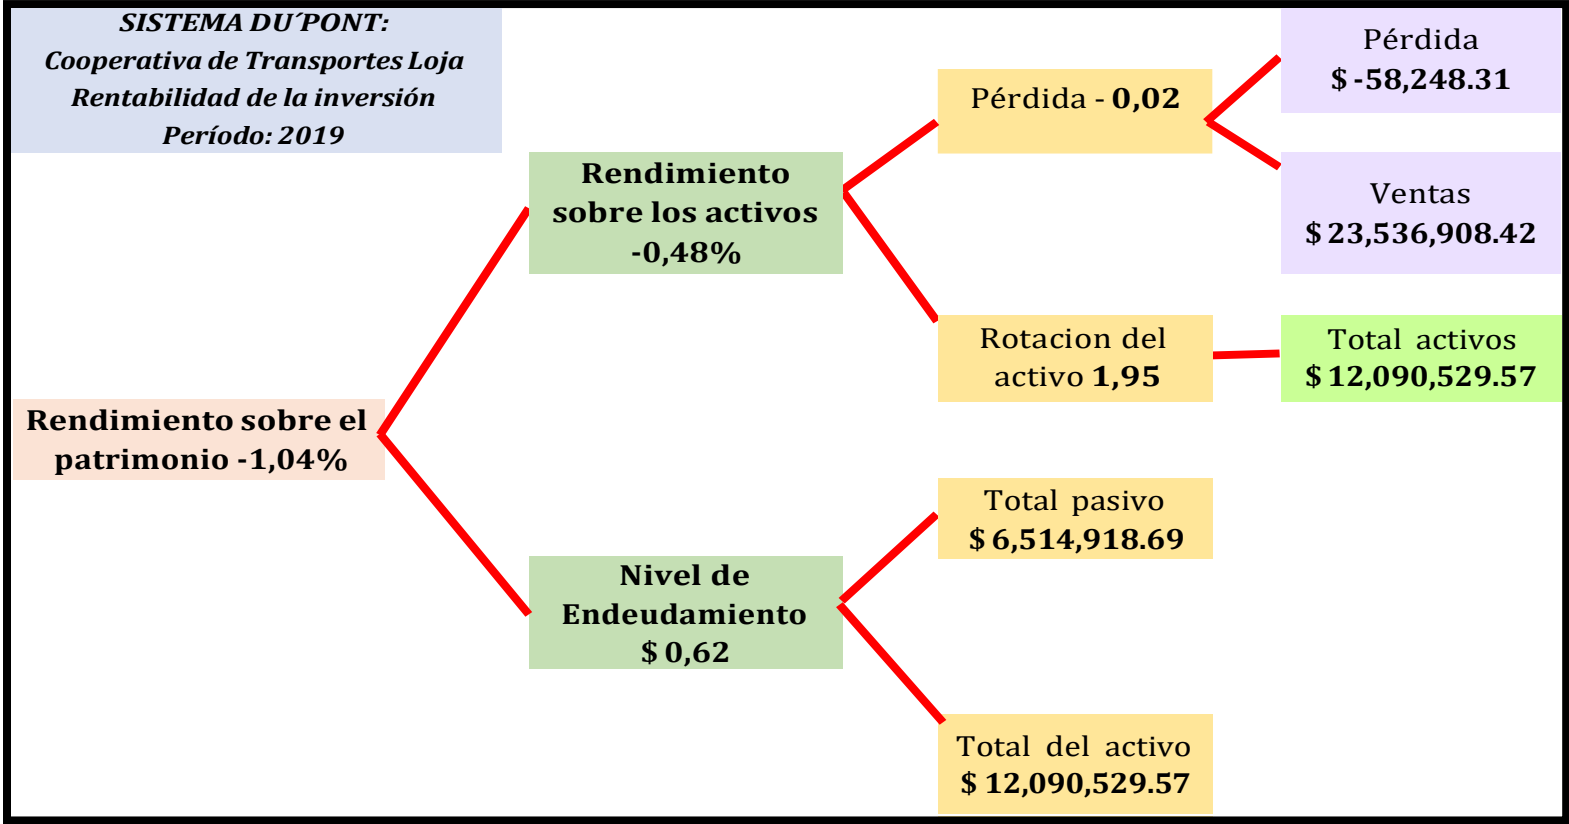 SISTEMA DU´PONT:
Cooperativa de Transportes Loja
Rentabilidad de la inversión
Período: 2019
Rendimiento sobre el
patrimonio -1,04%
Rendimiento
sobre los activos
-0,48%
Nivel de
Endeudamiento
$ 0,62
Pérdida - 0,02
Rotacion del
activo 1,95
Total pasivo
$ 6,514,918.69
Total del activo
$ 12,090,529.57
Pérdida
$ -58,248.31
Ventas
$ 23,536,908.42
Total activos
$ 12,090,529.57